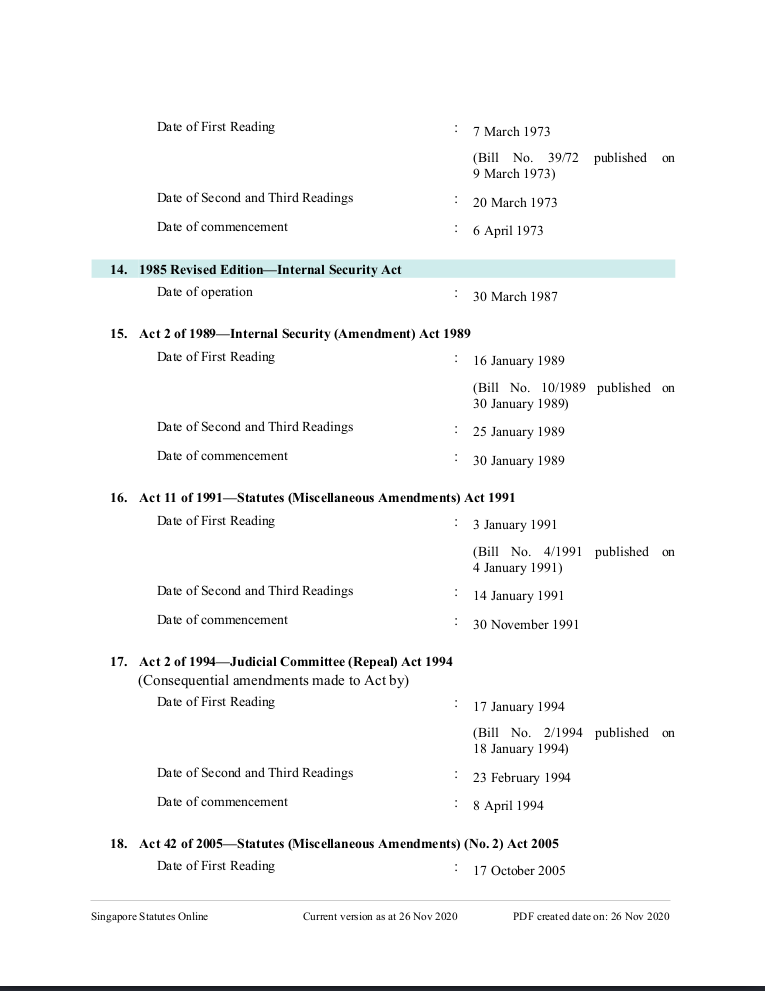 Date of First Reading : 7 March 1973
(Bill No. 39/72 published on
9 March 1973)
Date of Second and Third Readings : 20 March 1973
Date of commencement : 6 April 1973
14. 1985 Revised Edition—Internal Security Act
Date of operation : 30 March 1987
15. Act 2 of 1989—Internal Security (Amendment) Act 1989
Date of First Reading : 16 January 1989
(Bill No. 10/1989 published on
30 January 1989)
Date of Second and Third Readings : 25 January 1989
Date of commencement : 30 January 1989
16. Act 11 of 1991—Statutes (Miscellaneous Amendments) Act 1991
Date of First Reading : 3 January 1991
(Bill No. 4/1991 published on
4 January 1991)
Date of Second and Third Readings : 14 January 1991
Date of commencement : 30 November 1991
17. Act 2 of 1994—Judicial Committee (Repeal) Act 1994
(Consequential amendments made to Act by)
Date of First Reading : 17 January 1994
(Bill No. 2/1994 published on
18 January 1994)
Date of Second and Third Readings : 23 February 1994
Date of commencement : 8 April 1994
18. Act 42 of 2005—Statutes (Miscellaneous Amendments) (No. 2) Act 2005
Date of First Reading : 17 October 2005
Singapore Statutes Online Current version as at 26 Nov 2020 PDF created date on: 26 Nov 2020